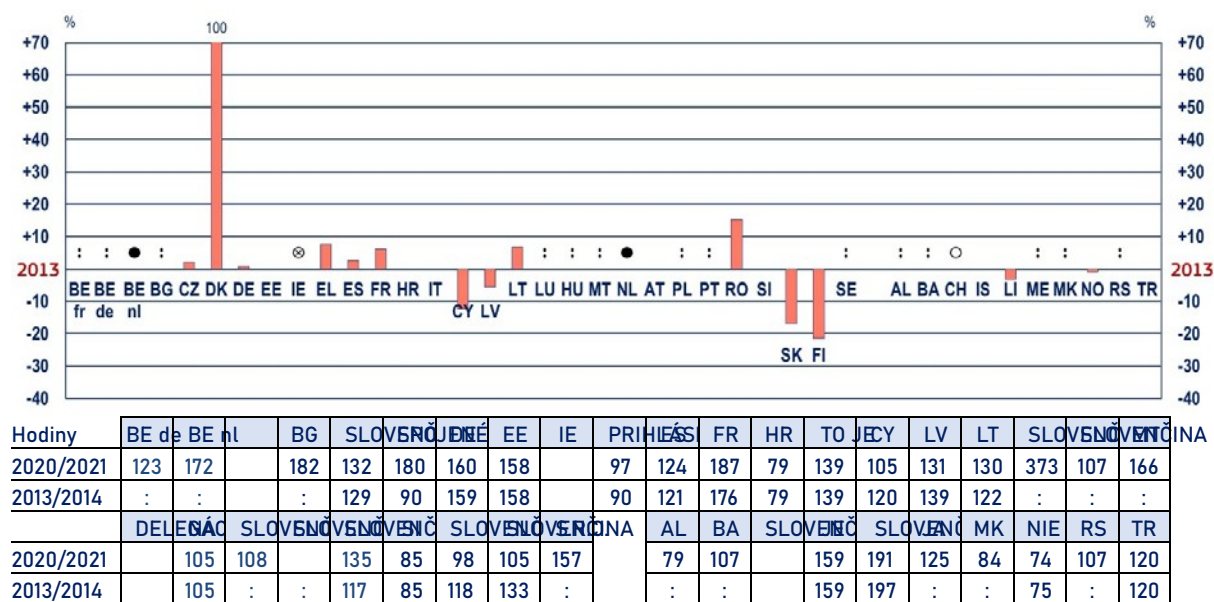 % 100 %
+70 +70
+60 +60
+50 +50
+40 +40
+30 +30
+20 +20
+10 : : ● : ⊗ : : : ● : : : : : ○ : : : +10
2013 2013
BE BE BE BG CZ DK DE EE IE EL ES FR HR IT LT LU HU MT NL AT PL PT RO SI SE AL BA CH IS LI ME MK NO RS TR
-10 -10
fr de nl CY LV
-20 -20
SK FI
-30 -30
-40 -40
Hodiny BE de BE nl BG EE IE FR HR TO JE CY LV LT
2020/2021 123 172 182 132 180 160 158 97 124 187 79 139 105 131 130 373 107 166
2013/2014 : : : 129 90 159 158 90 121 176 79 139 120 139 122 : : :
AL BA MK NIE RS TR
2020/2021 105 108 135 85 98 105 157 79 107 159 191 125 84 74 107 120
2013/2014 105 : : 117 85 118 133 : : : 159 197 : : 75 : 120